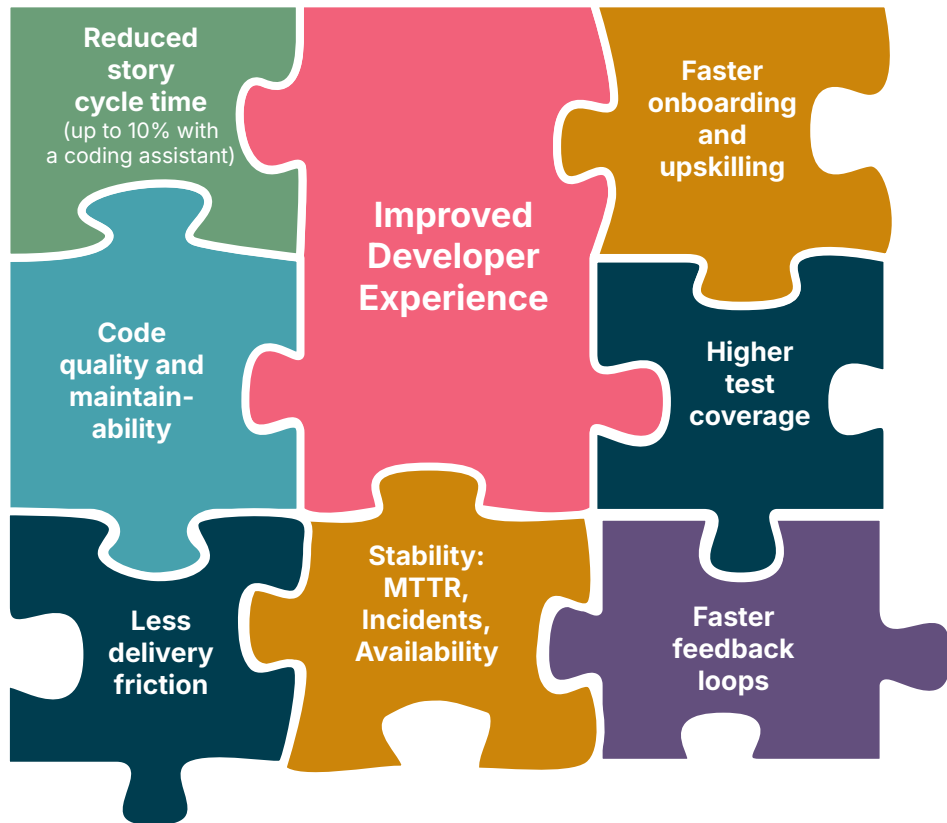 Reduced
story
cycle time
(up to 10% with
a coding assistant)
Improved
Developer
Experience
Faster
onboarding
and
upskilling
Code
quality and
maintain-
ability
Higher
test
coverage
Less
delivery
friction
Stability:
MTTR,
Incidents,
Availability
Faster
feedback
loops